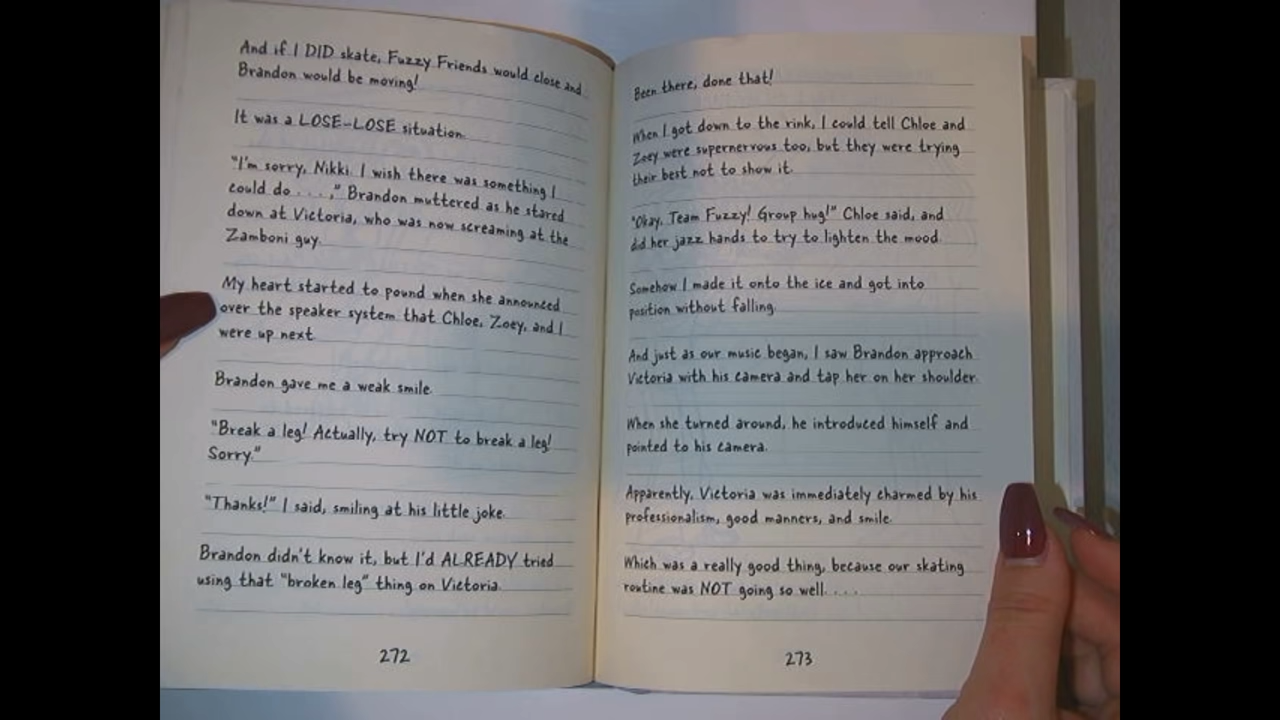 And if I DID skate, Fuzzy Friends would close and
Brandon would be moving!
It was a LOSE-LOSE situation.
"I'm sorry, Nikki. I wish there was something I
could do . . . ," Brandon muttered as he stared
down at Victoria, who was now screaming at the
Zamboni guy.
My heart started to pound when she announced
over the speaker system that Chloe, Zoey, and I
were up next.
Brandon gave me a weak smile.
"Break a leg! Actually, try NOT to break a leg!
Sorry."
"Thanks!" I said, smiling at his little joke.
Brandon didn't know it, but I'd ALREADY tried
using that "broken leg" thing on Victoria.
272
Been there, done that!
When I got down to the rink, I could tell Chloe and
Zoey were supernervous too, but they were trying
their best not to show it.
"Okay, Team Fuzzy! Group hug!" Chloe said, and
did her jazz hands to try to lighten the mood.
Somehow I made it onto the ice and got into
position without falling.
And just as our music began, I saw Brandon approach
Victoria with his camera and tap her on her shoulder.
When she turned around, he introduced himself and
pointed to his camera.
Apparently, Victoria was immediately charmed by his
professionalism, good manners, and smile.
Which was a really good thing, because our skating
routine was NOT going so well. . . .
273